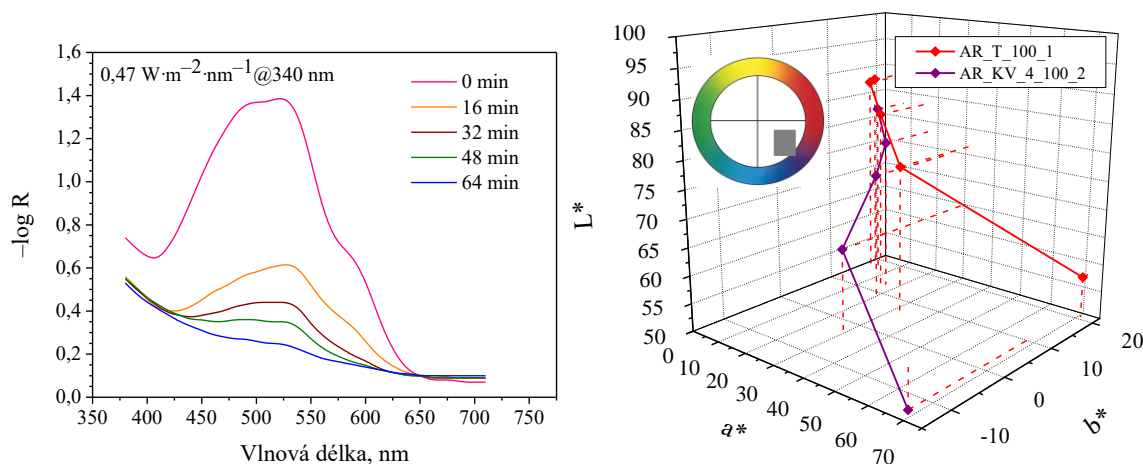 0,47 W·m⁻²·nm⁻¹@340 nm
0 min
16 min
32 min
48 min
64 min
1,6
1,4
1,2
1,0
0,8
0,6
0,4
0,2
0,0
–log R
350 400 450 500 550 600 650 700 750
Vlnová délka, nm
AR_T_100_1
AR_KV_4_100_2
100
95
90
85
80
75
70
65
60
55
50
L*
0 10 20 30 40 50 60 70
a*
-10 0 10 20
b*